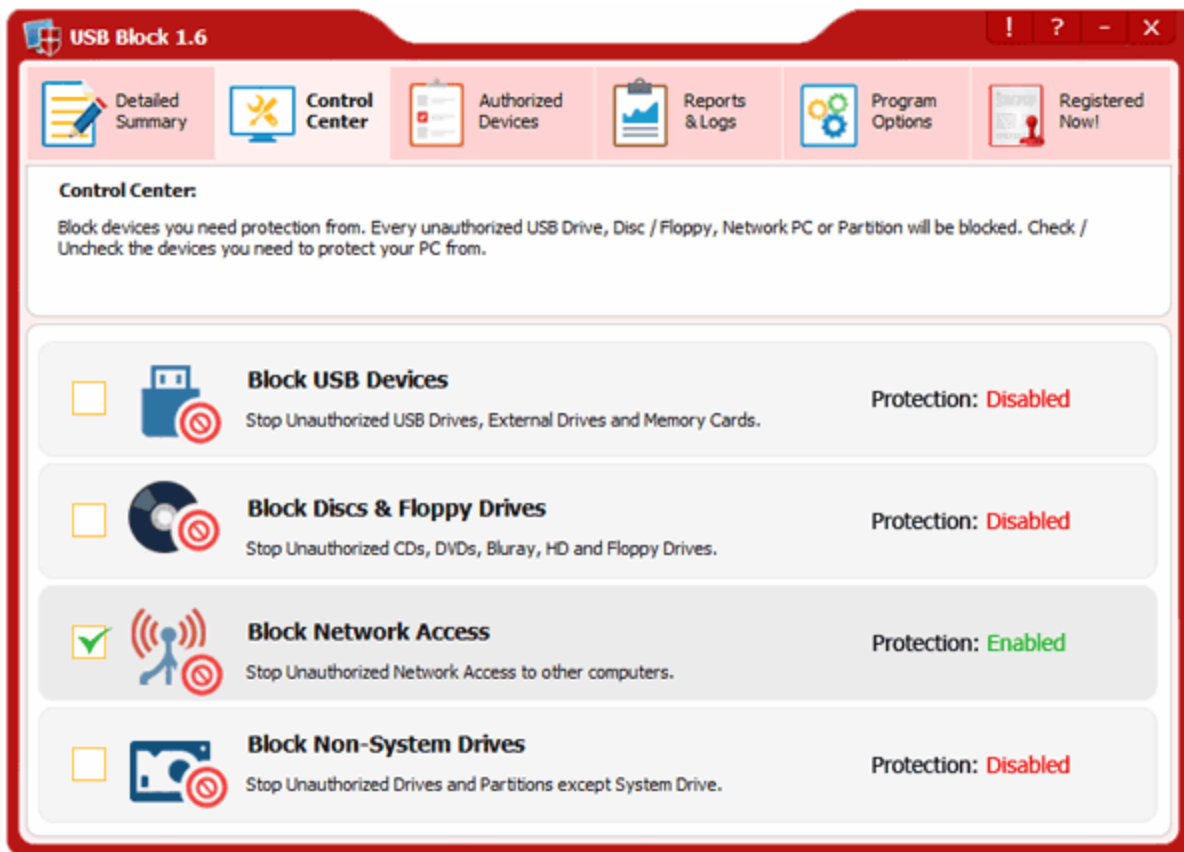 USB Block 1.6
! ? - X
Detailed
Summary
Control
Center
Authorized
Devices
Reports
& Logs
Program
Options
Registered
Now!
Control Center:
Block devices you need protection from. Every unauthorized USB Drive, Disc / Floppy, Network PC or Partition will be blocked. Check /
Uncheck the devices you need to protect your PC from.
Block USB Devices
Stop Unauthorized USB Drives, External Drives and Memory Cards.
Protection: Disabled
Block Discs & Floppy Drives
Stop Unauthorized CDs, DVDs, Bluray, HD and Floppy Drives.
Protection: Disabled
Block Network Access
Stop Unauthorized Network Access to other computers.
Protection: Enabled
Block Non-System Drives
Stop Unauthorized Drives and Partitions except System Drive.
Protection: Disabled